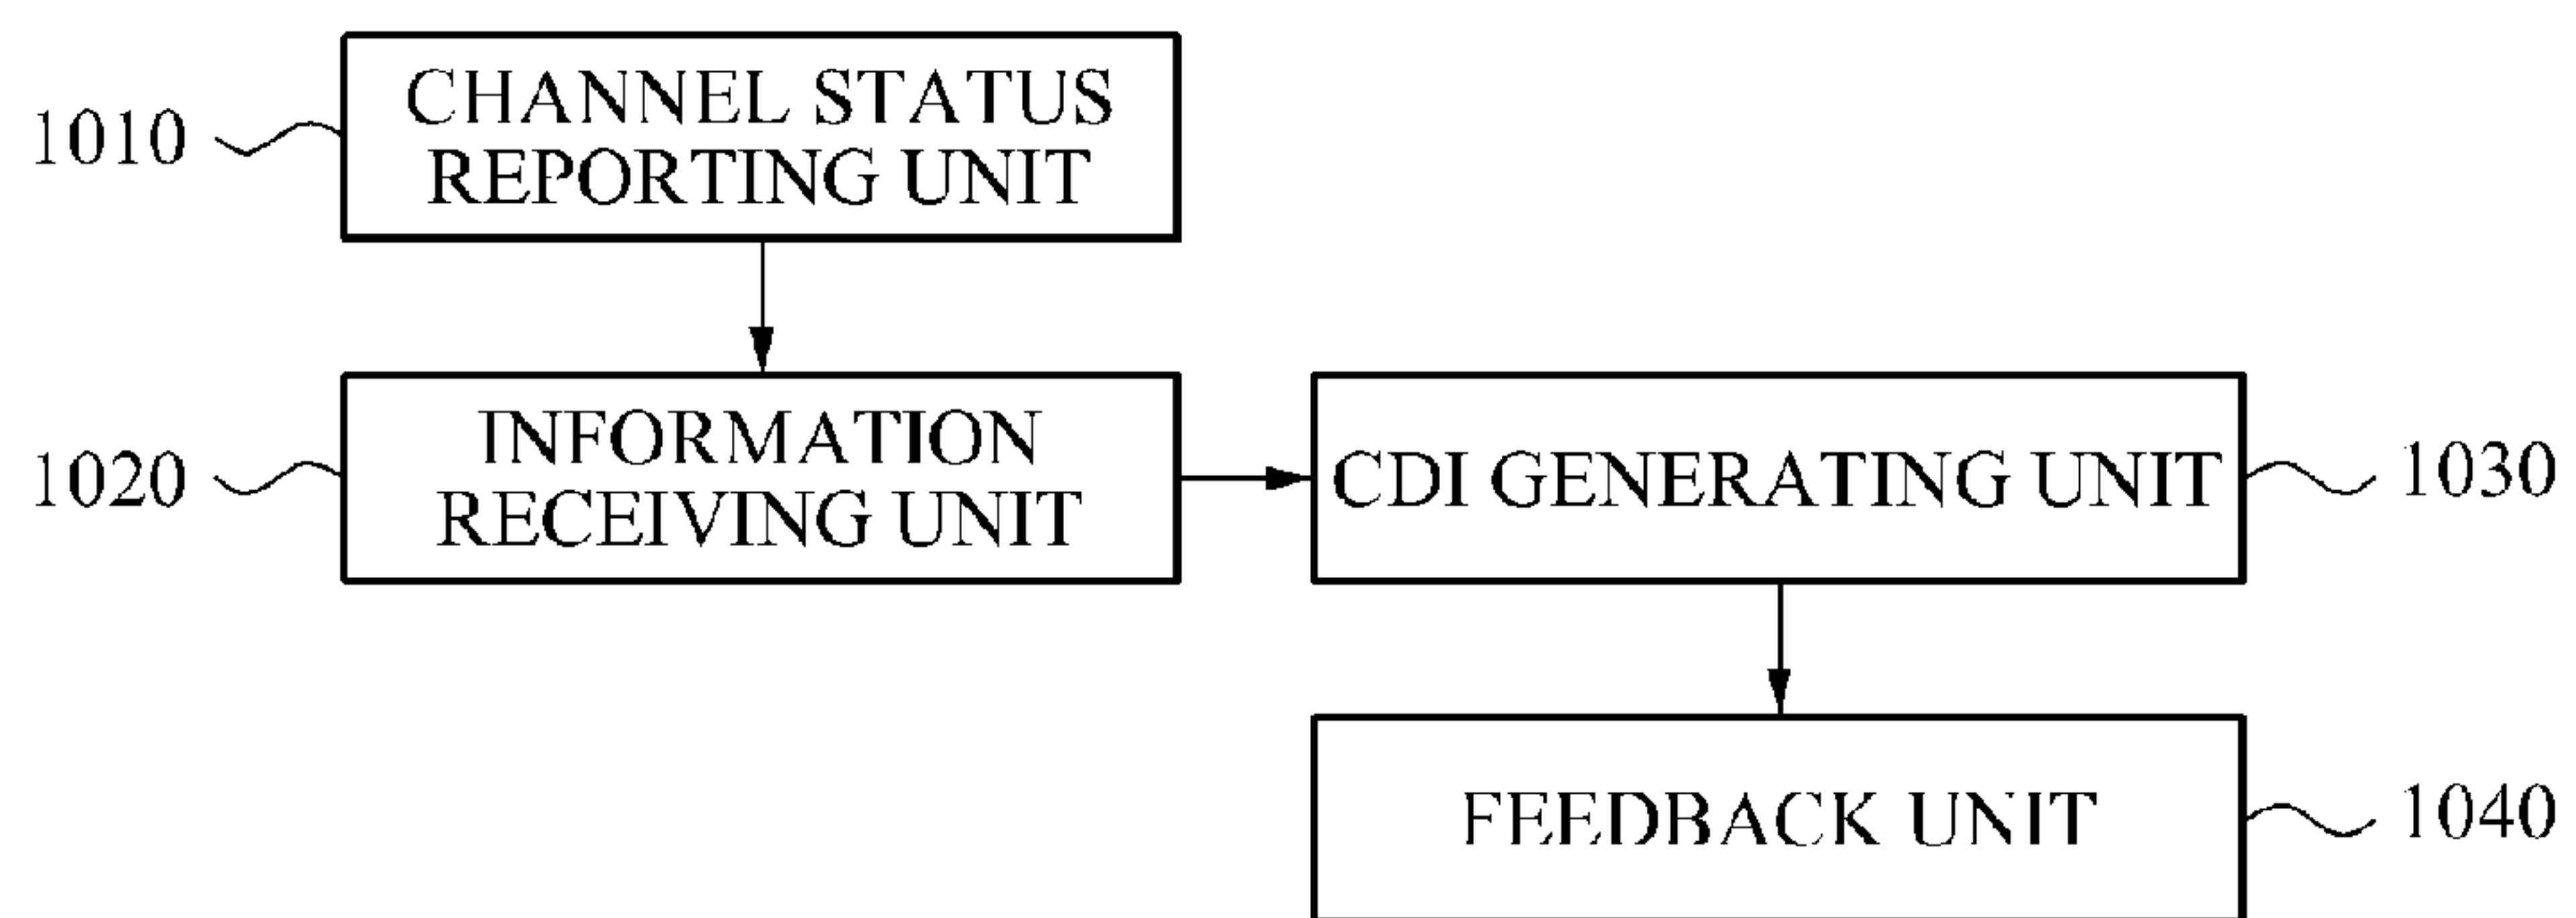 1010
CHANNEL STATUS
REPORTING UNIT
1020
INFORMATION
RECEIVING UNIT
CDI GENERATING UNIT
1030
FEEDBACK UNIT
1040